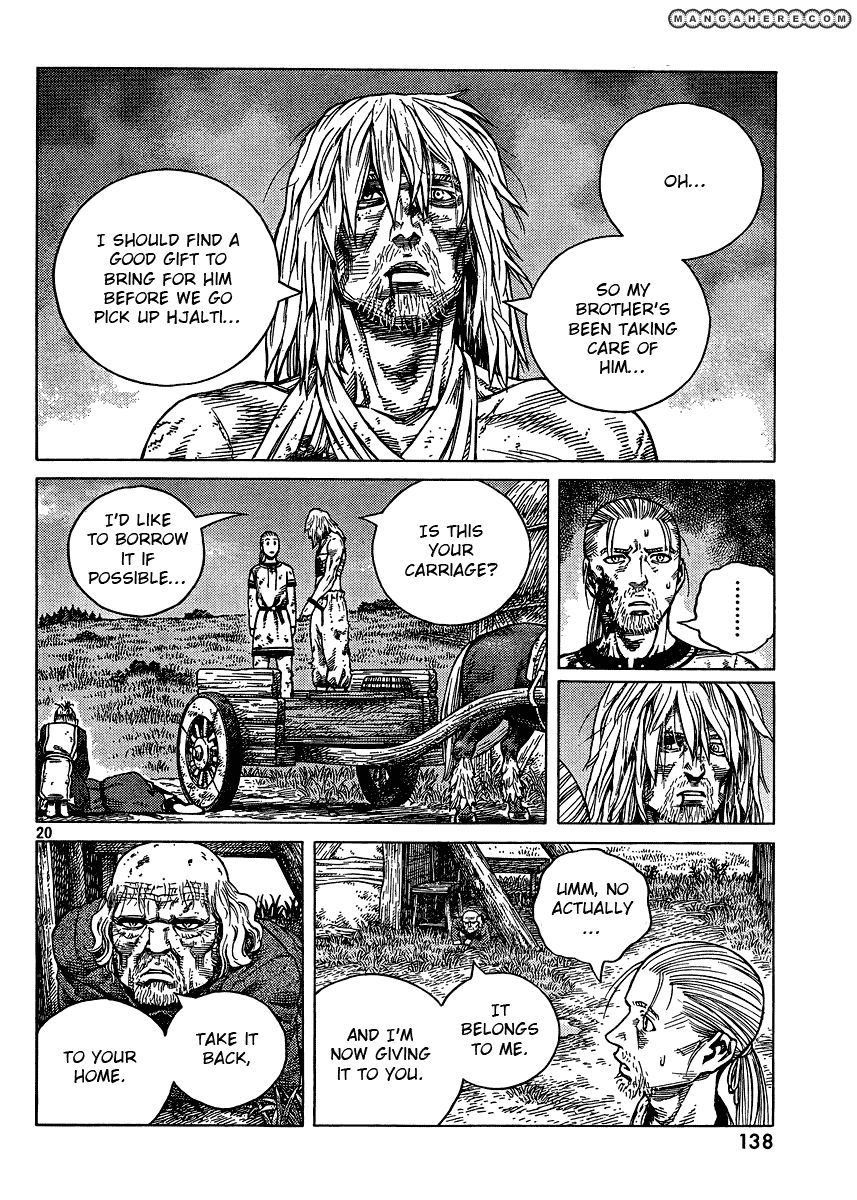 MANGAHERE.COM
OH...
SO MY
BROTHER'S
BEEN TAKING
CARE OF
HIM...
I SHOULD FIND A
GOOD GIFT TO
BRING FOR HIM
BEFORE WE GO
PICK UP HJALTI...
.........
IS THIS
YOUR
CARRIAGE?
I'D LIKE
TO BORROW
IT IF
POSSIBLE...
20
UMM, NO
ACTUALLY
...
IT
BELONGS
TO ME.
AND I'M
NOW GIVING
IT TO YOU.
TAKE IT
BACK,
TO YOUR
HOME.
138